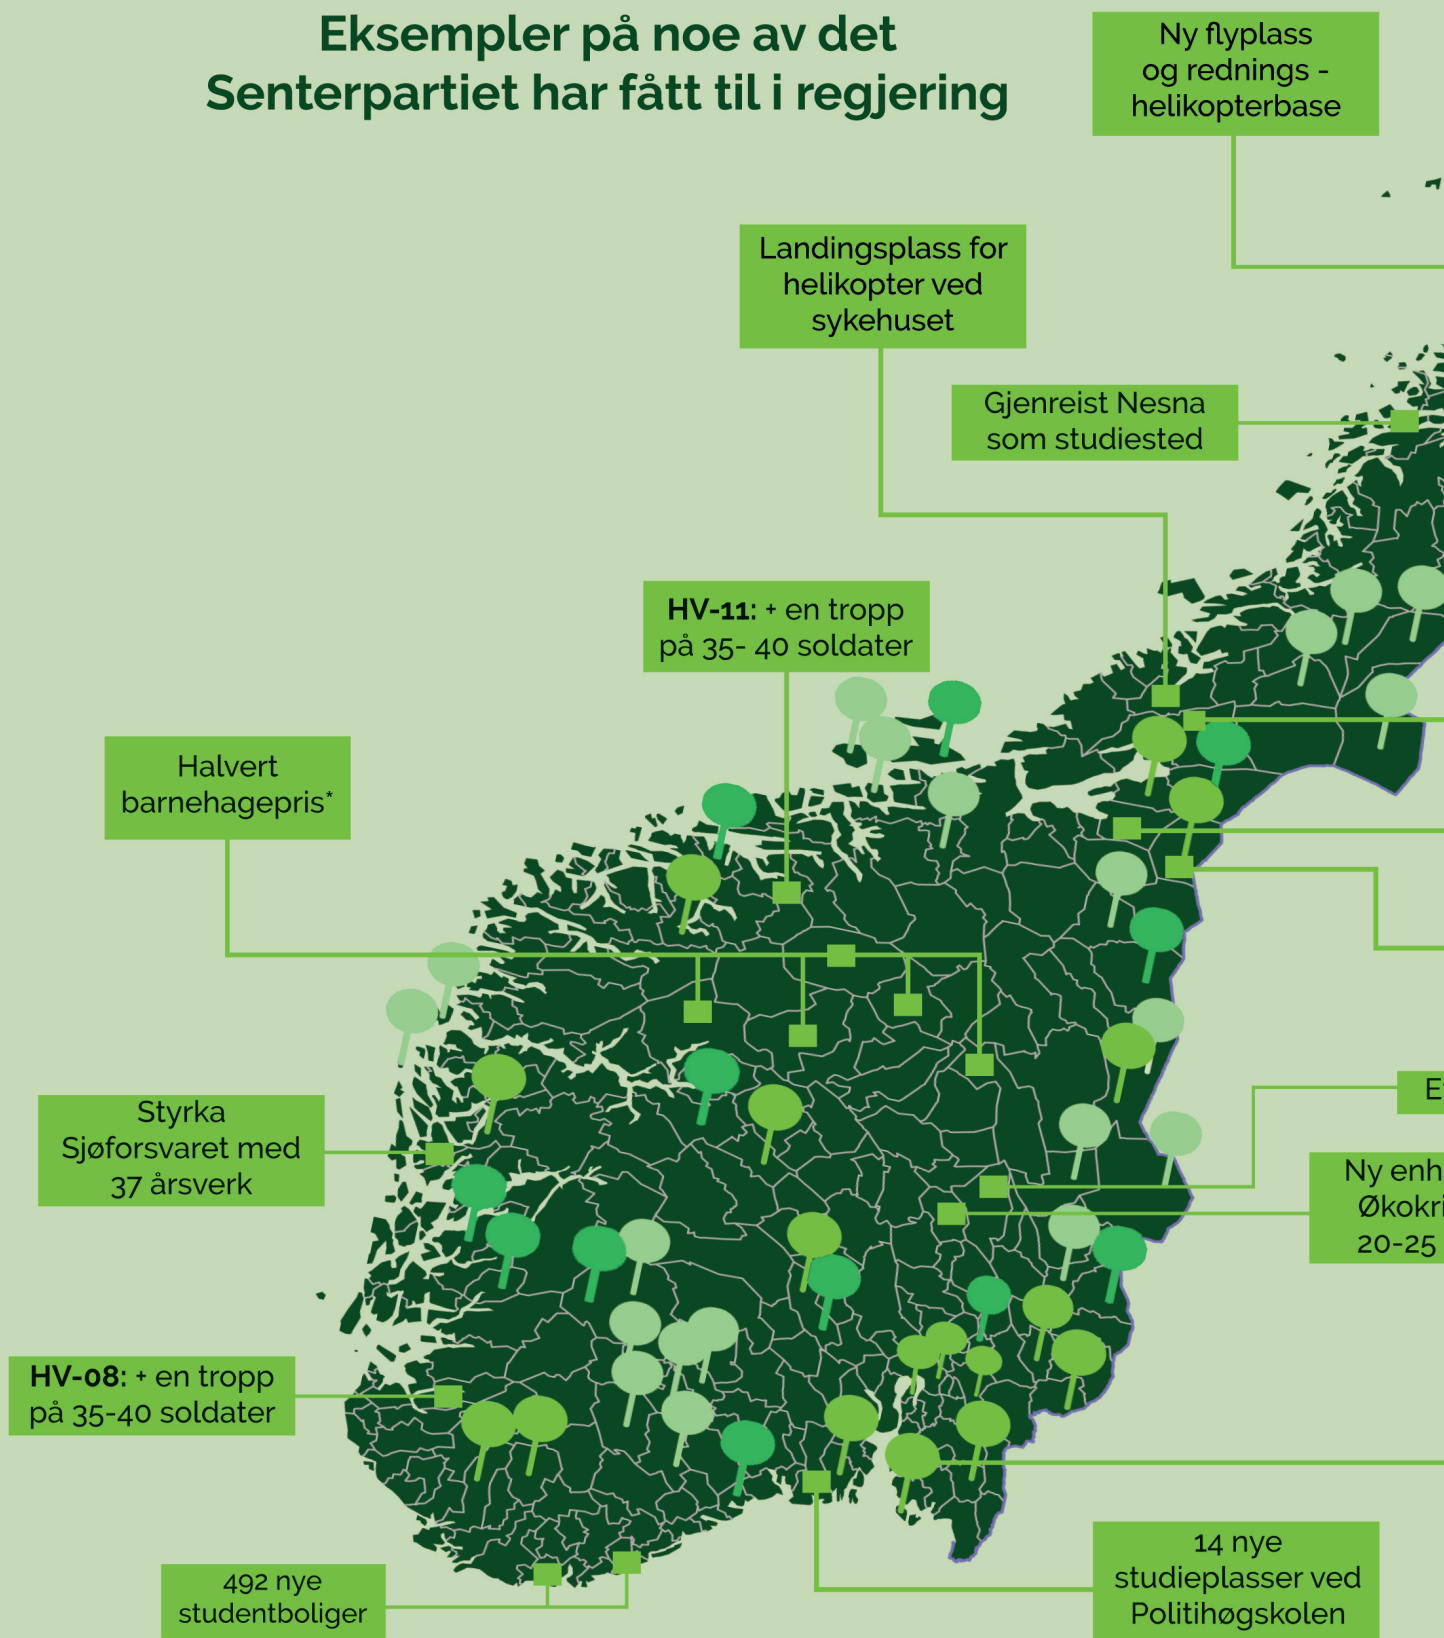 Eksempler på noe av det
Senterpartiet har fått til i regjering
Ny flyplass
og rednings -
helikopterbase
Landingsplass for
helikopter ved
sykehuset
Gjenreist Nesna
som studiested
HV-11: + en tropp
på 35- 40 soldater
Halvert
barnehagepris*
Styrka
Sjøforsvaret med
37 årsverk
Ny enh
Økokri
20-25
HV-08: + en tropp
på 35-40 soldater
492 nye
studentboliger
14 nye
studieplasser ved
Politihøgskolen